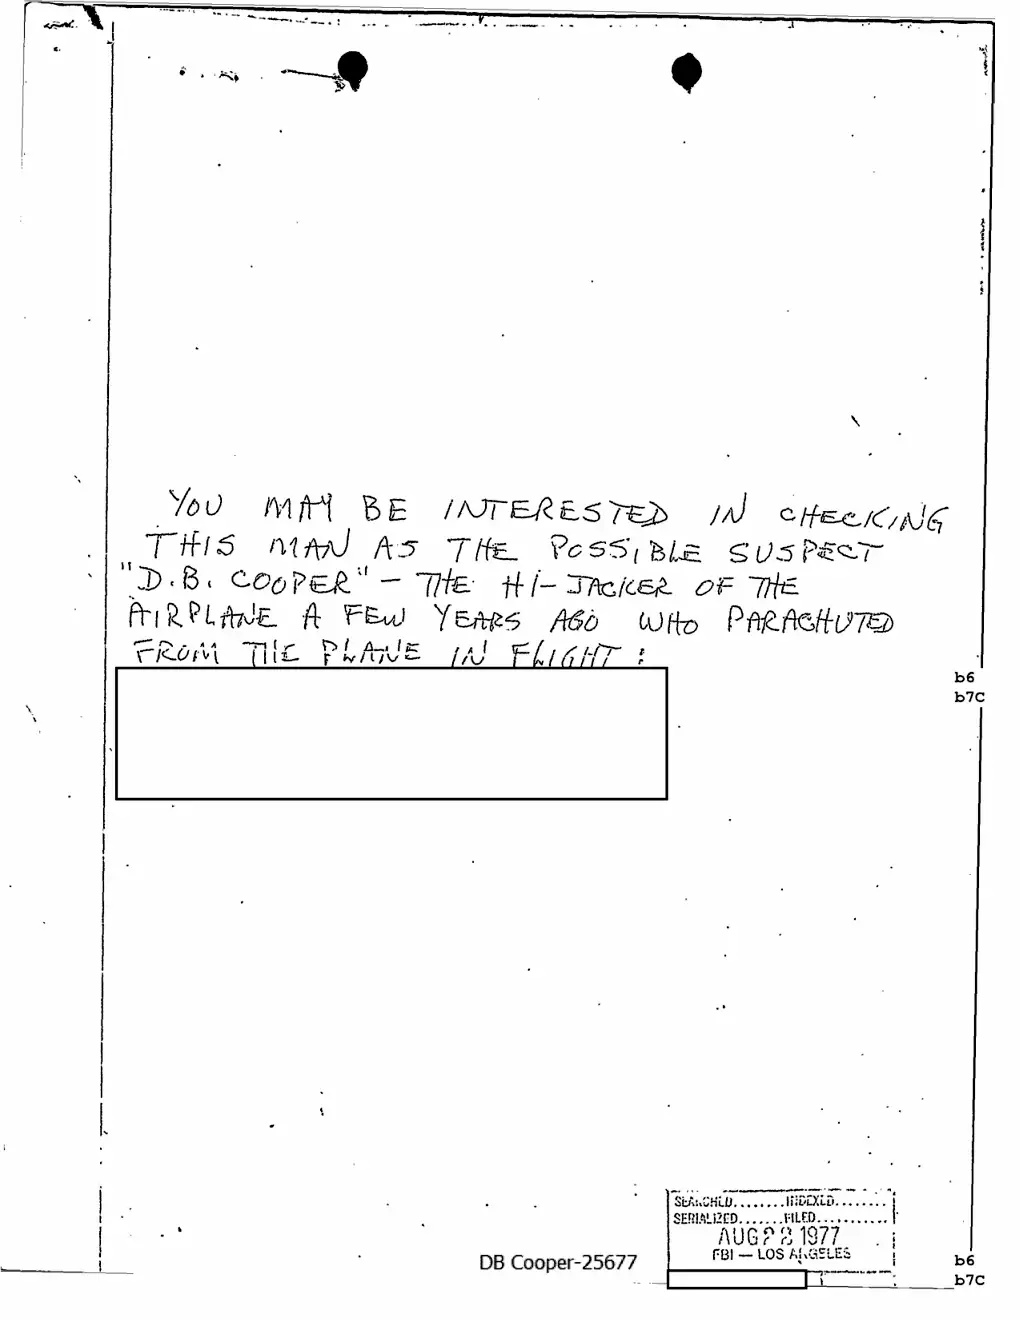 YOU MAY BE INTERESTED IN CHECKING
THIS MAN AS THE POSSIBLE SUSPECT
"D.B. COOPER" - THE HI-JACKER OF THE
AIRPLANE A FEW YEARS AGO WHO PARACHUTED
FROM THE PLANE IN FLIGHT:
b6
b7C
SEARCHED........INDEXED........
SERIALIZED.......FILED...........
AUG 1977
FBI — LOS ANGELES
DB Cooper-25677
b6
b7C